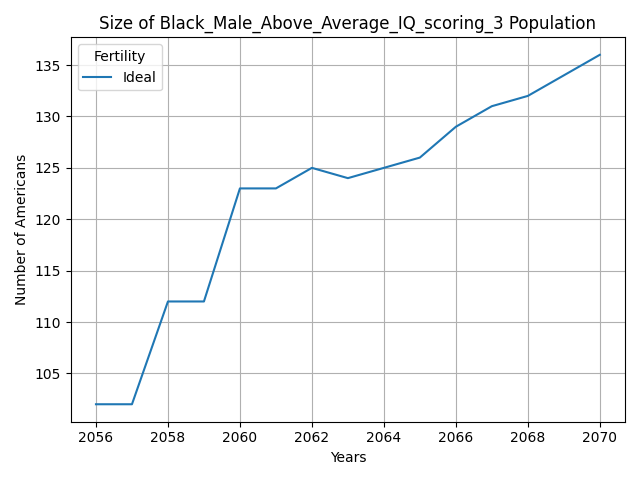 Size of Black_Male_Above_Average_IQ_scoring_3 Population
Fertility
Ideal
Number of Americans
135
130
125
120
115
110
105
2056 2058 2060 2062 2064 2066 2068 2070
Years